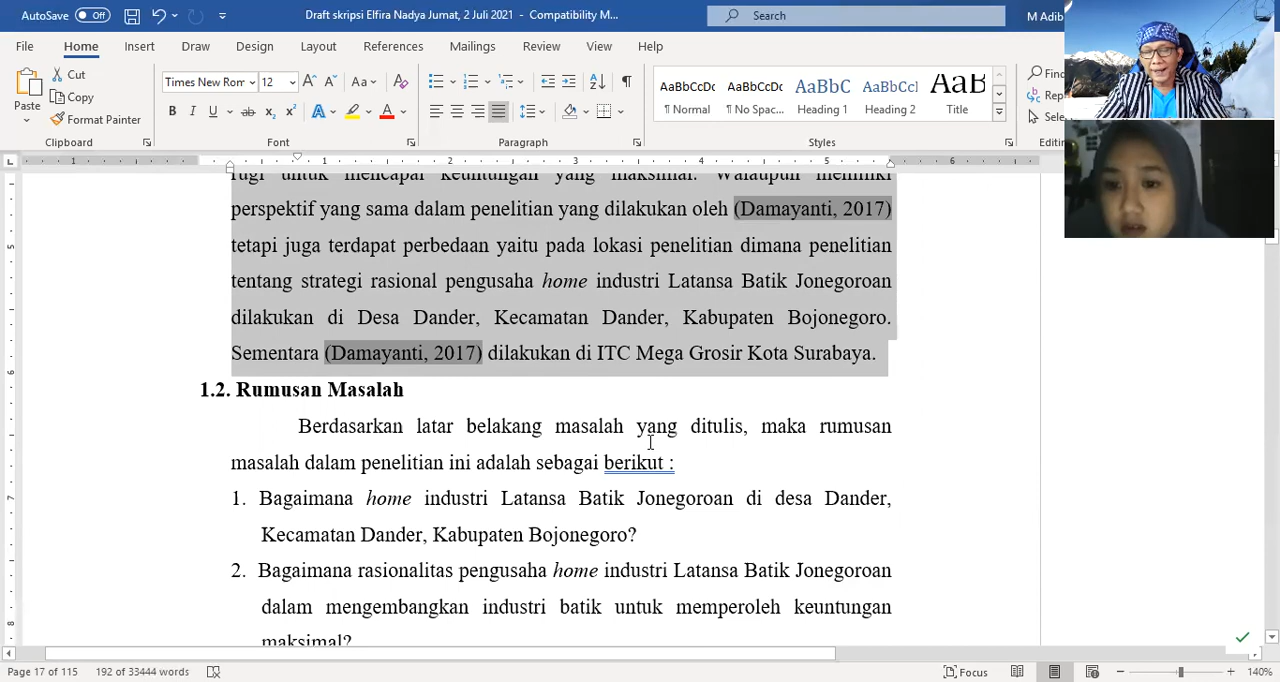 AutoSave Off Draft skripsi Elfira Nadya Jumat, 2 Juli 2021 - Compatibility M... Search M Adib
File Home Insert Draw Design Layout References Mailings Review View Help
Paste Cut Copy Format Painter
Times New Rom 12
AaBbCcDc AaBbCcDc AaBbC AaBbCcl AaB
¶ Normal ¶ No Spac... Heading 1 Heading 2 Title
Clipboard Font Paragraph Styles
rugi untuk mencapai keuntungan yang maksimal. Walaupun memiliki
perspektif yang sama dalam penelitian yang dilakukan oleh (Damayanti, 2017)
tetapi juga terdapat perbedaan yaitu pada lokasi penelitian dimana penelitian
tentang strategi rasional pengusaha home industri Latansa Batik Jonegoroan
dilakukan di Desa Dander, Kecamatan Dander, Kabupaten Bojonegoro.
Sementara (Damayanti, 2017) dilakukan di ITC Mega Grosir Kota Surabaya.
1.2. Rumusan Masalah
Berdasarkan latar belakang masalah yang ditulis, maka rumusan
masalah dalam penelitian ini adalah sebagai berikut :
1. Bagaimana home industri Latansa Batik Jonegoroan di desa Dander,
Kecamatan Dander, Kabupaten Bojonegoro?
2. Bagaimana rasionalitas pengusaha home industri Latansa Batik Jonegoroan
dalam mengembangkan industri batik untuk memperoleh keuntungan
maksimal?
Page 17 of 115 192 of 33444 words Focus 140%